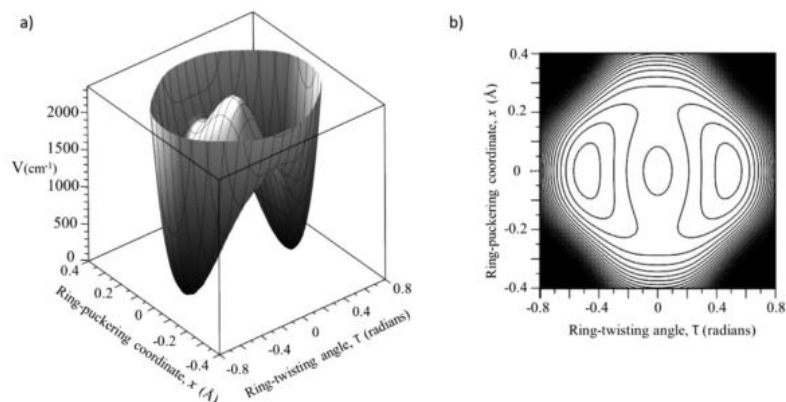 a)
2000
1500
V(cm-1)
1000
500
0
0.4
0.2
0
-0.2
-0.4
Ring-puckering coordinate, x (Å)
-0.8
-0.4
0
0.4
0.8
Ring-twisting angle, τ (radians)
b)
0.4
0.2
0
-0.2
-0.4
Ring-puckering coordinate, x (Å)
-0.8 -0.4 0 0.4 0.8
Ring-twisting angle, τ (radians)